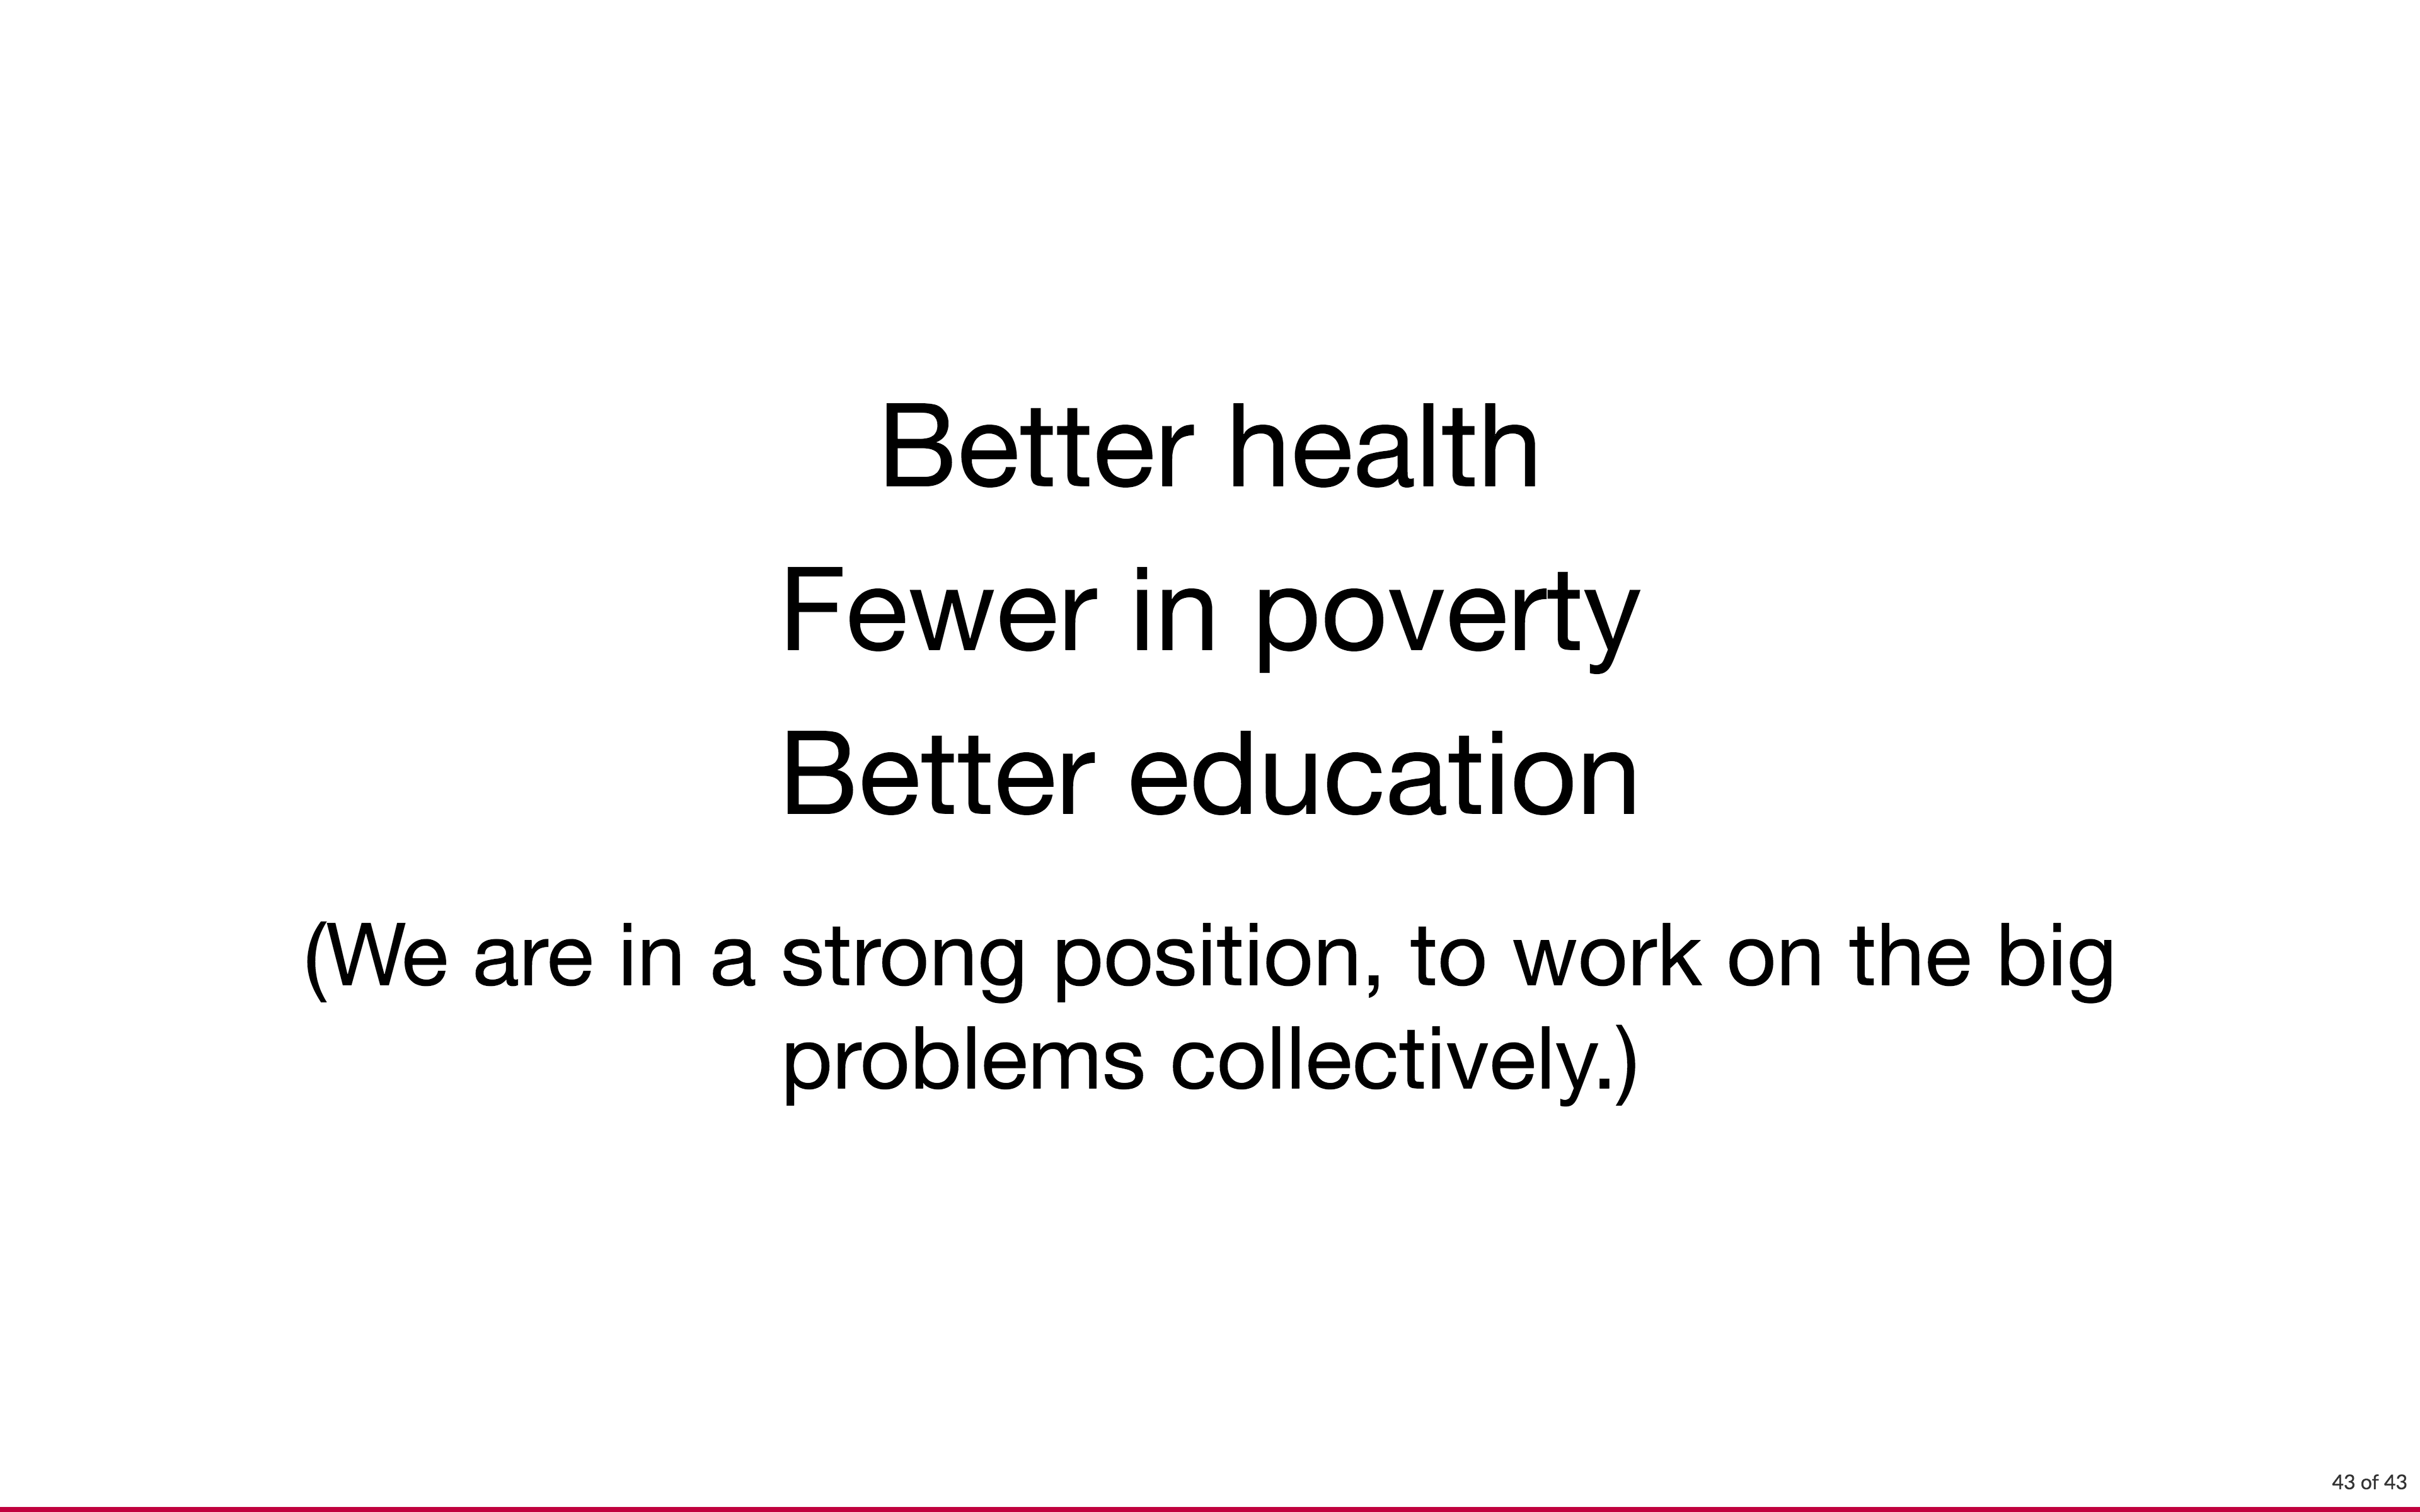 Better health
Fewer in poverty
Better education
(We are in a strong position, to work on the big
problems collectively.)
43 of 43